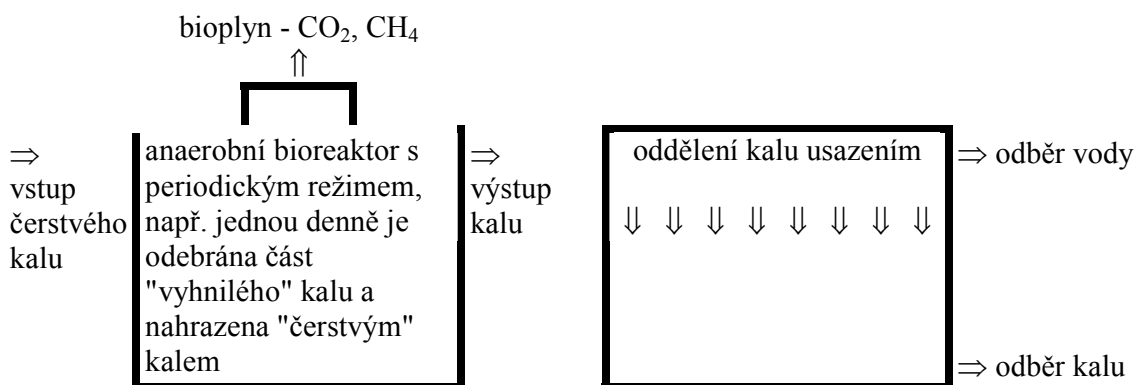 bioplyn - CO₂, CH₄
⇑
⇒
vstup
čerstvého
kalu
anaerobní bioreaktor s
periodickým režimem,
např. jednou denně je
odebrána část
"vyhnilého" kalu a
nahrazena "čerstvým"
kalem
⇒
výstup
kalu
oddělení kalu usazením
⇓ ⇓ ⇓ ⇓ ⇓ ⇓ ⇓ ⇓
⇒ odběr vody
⇒ odběr kalu